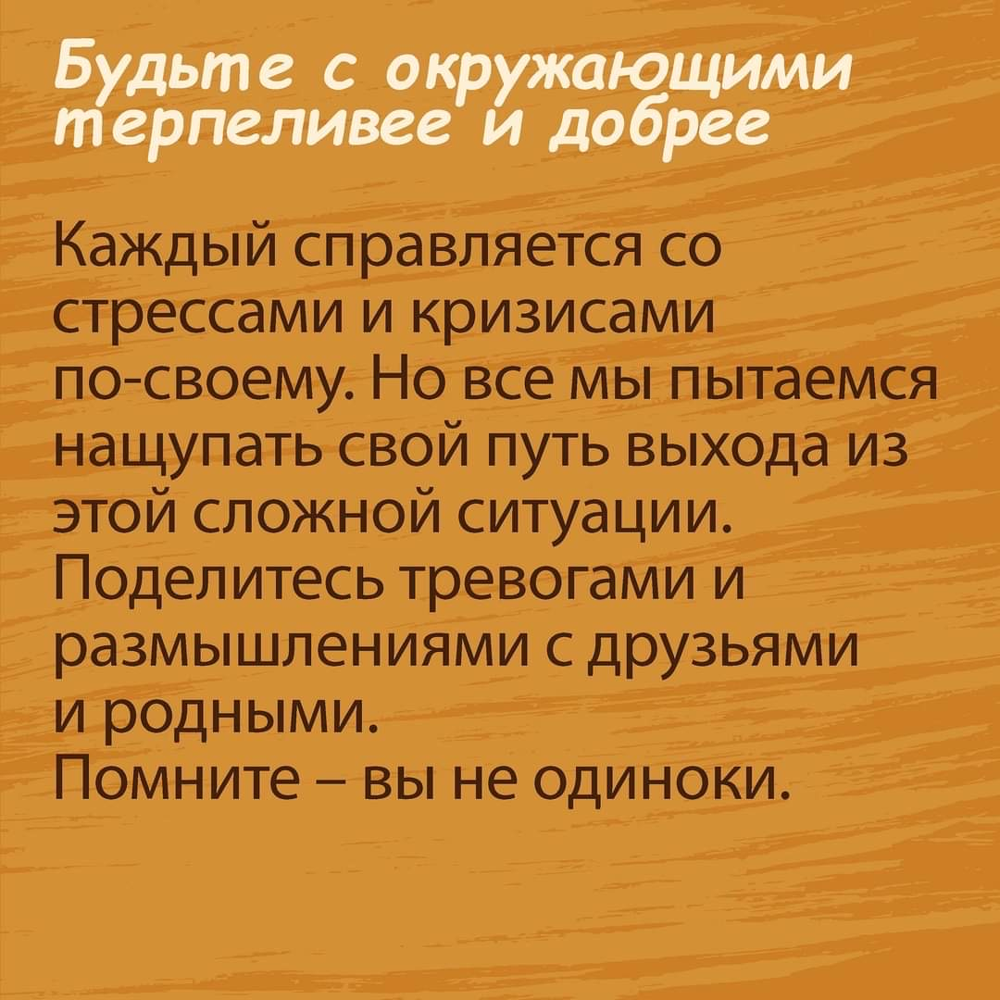 Будьте с окружающими
терпеливее и добрее
Каждый справляется со
стрессами и кризисами
по-своему. Но все мы пытаемся
нащупать свой путь выхода из
этой сложной ситуации.
Поделитесь тревогами и
размышлениями с друзьями
и родными.
Помните – вы не одиноки.